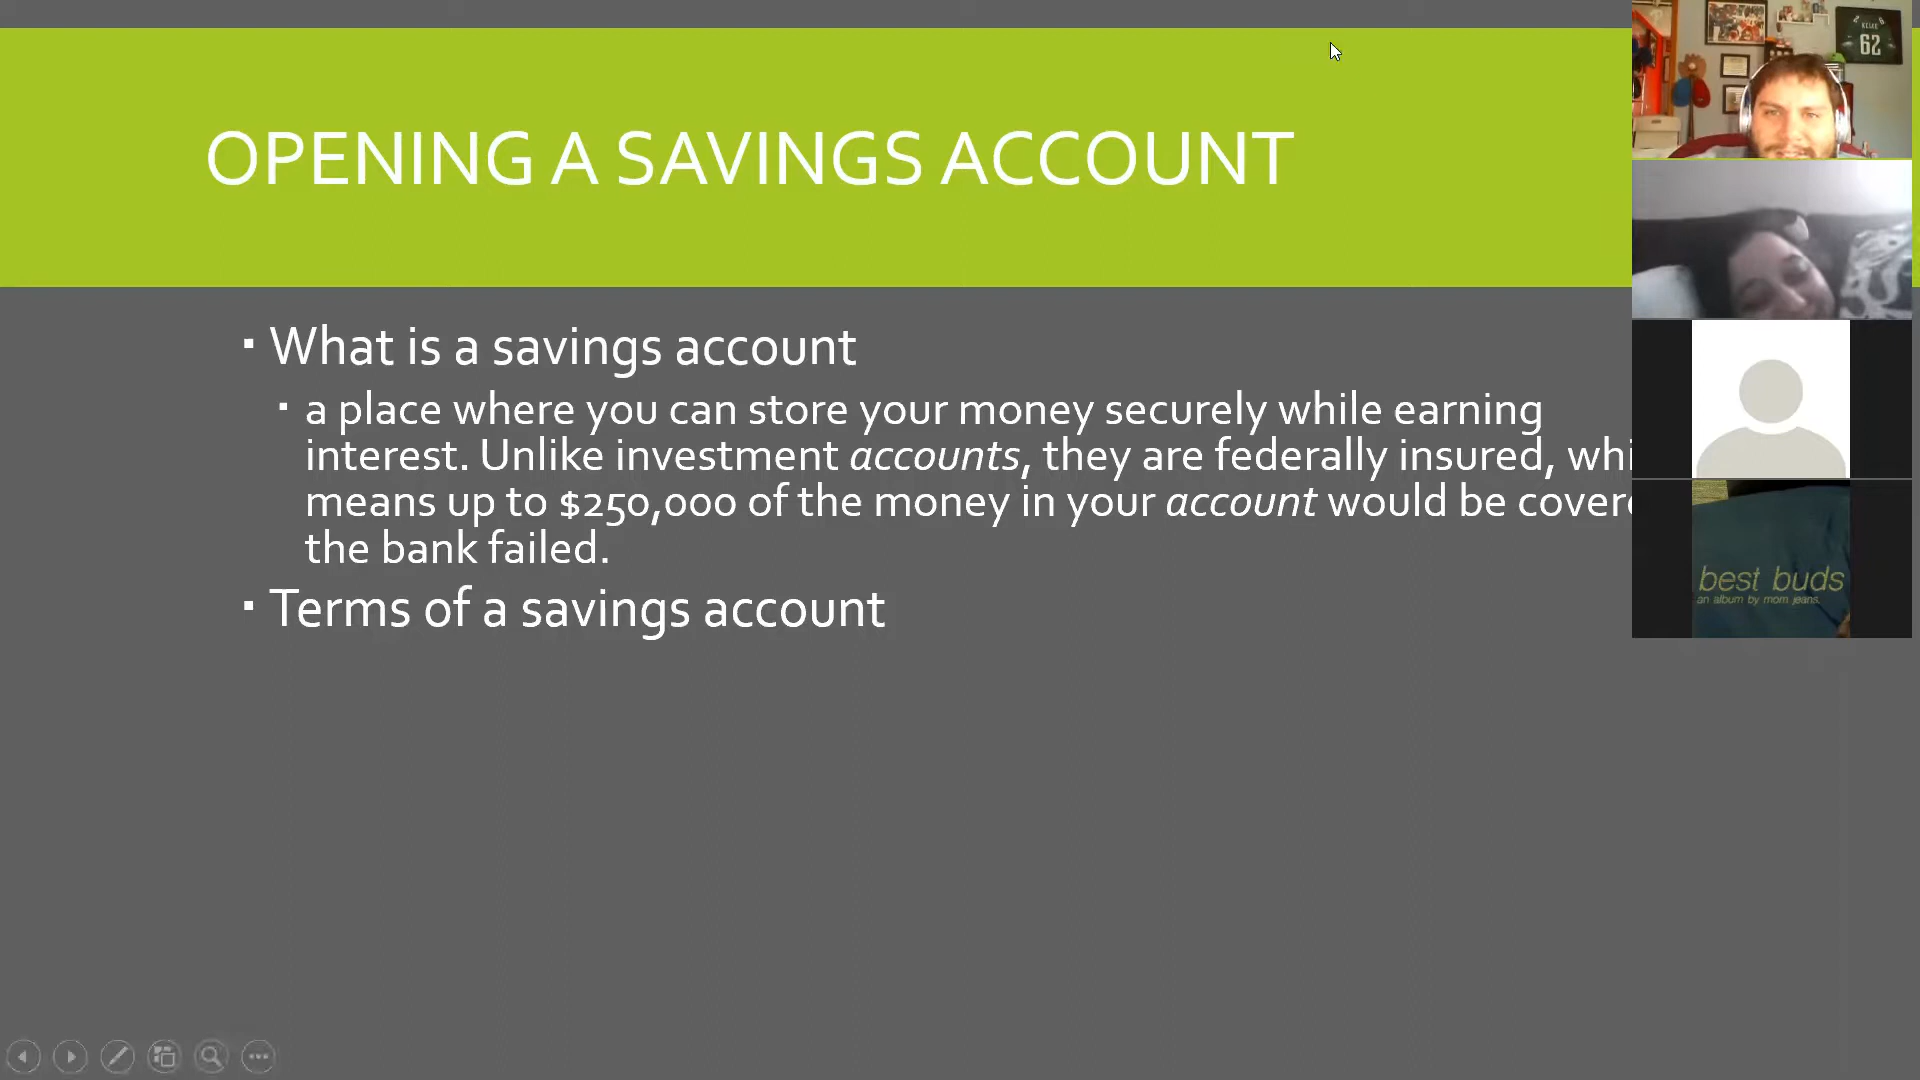 OPENING A SAVINGS ACCOUNT
What is a savings account
a place where you can store your money securely while earning
interest. Unlike investment accounts, they are federally insured,
means up to $250,000 of the money in your account would be
the bank failed.
Terms of a savings account
KELCE
62
best buds
an album by mom jeans.